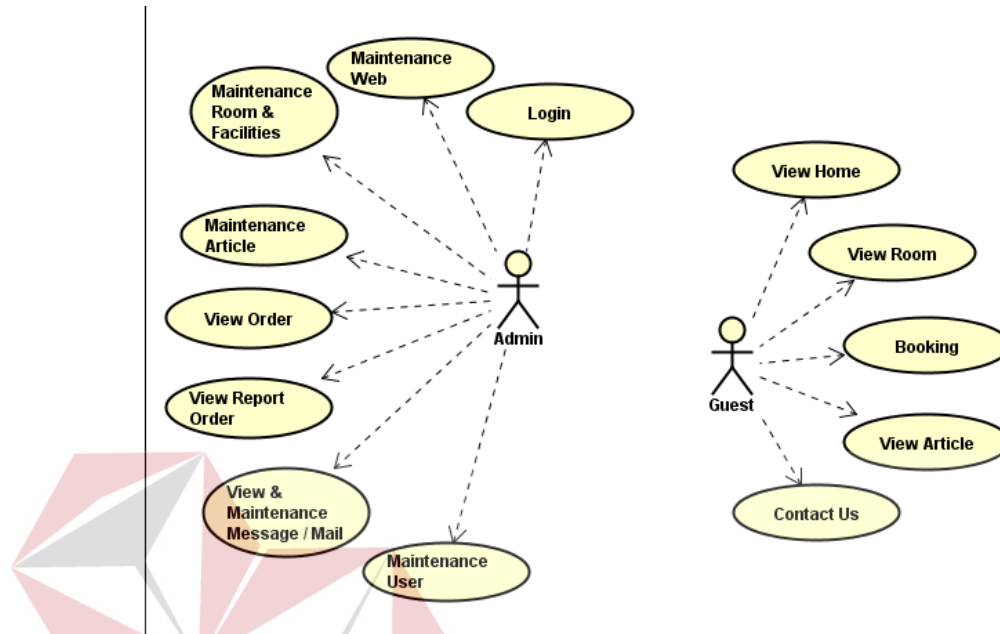 Maintenance
Web
Maintenance
Room &
Facilities
Login
View Home
Maintenance
Article
View Room
View Order
Admin
Booking
View Report
Order
Guest
View Article
View &
Maintenance
Message / Mail
Contact Us
Maintenance
User